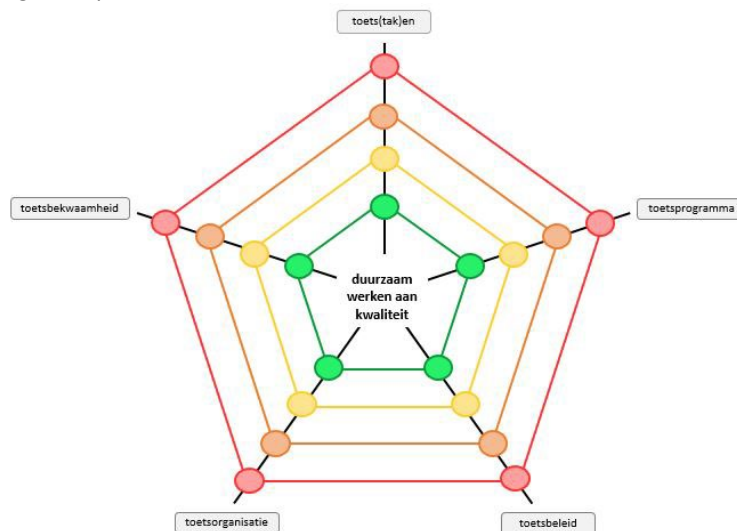 toets(tak)en
toetsbekwaamheid
toetsprogramma
duurzaam
werken aan
kwaliteit
toetsorganisatie
toetsbeleid